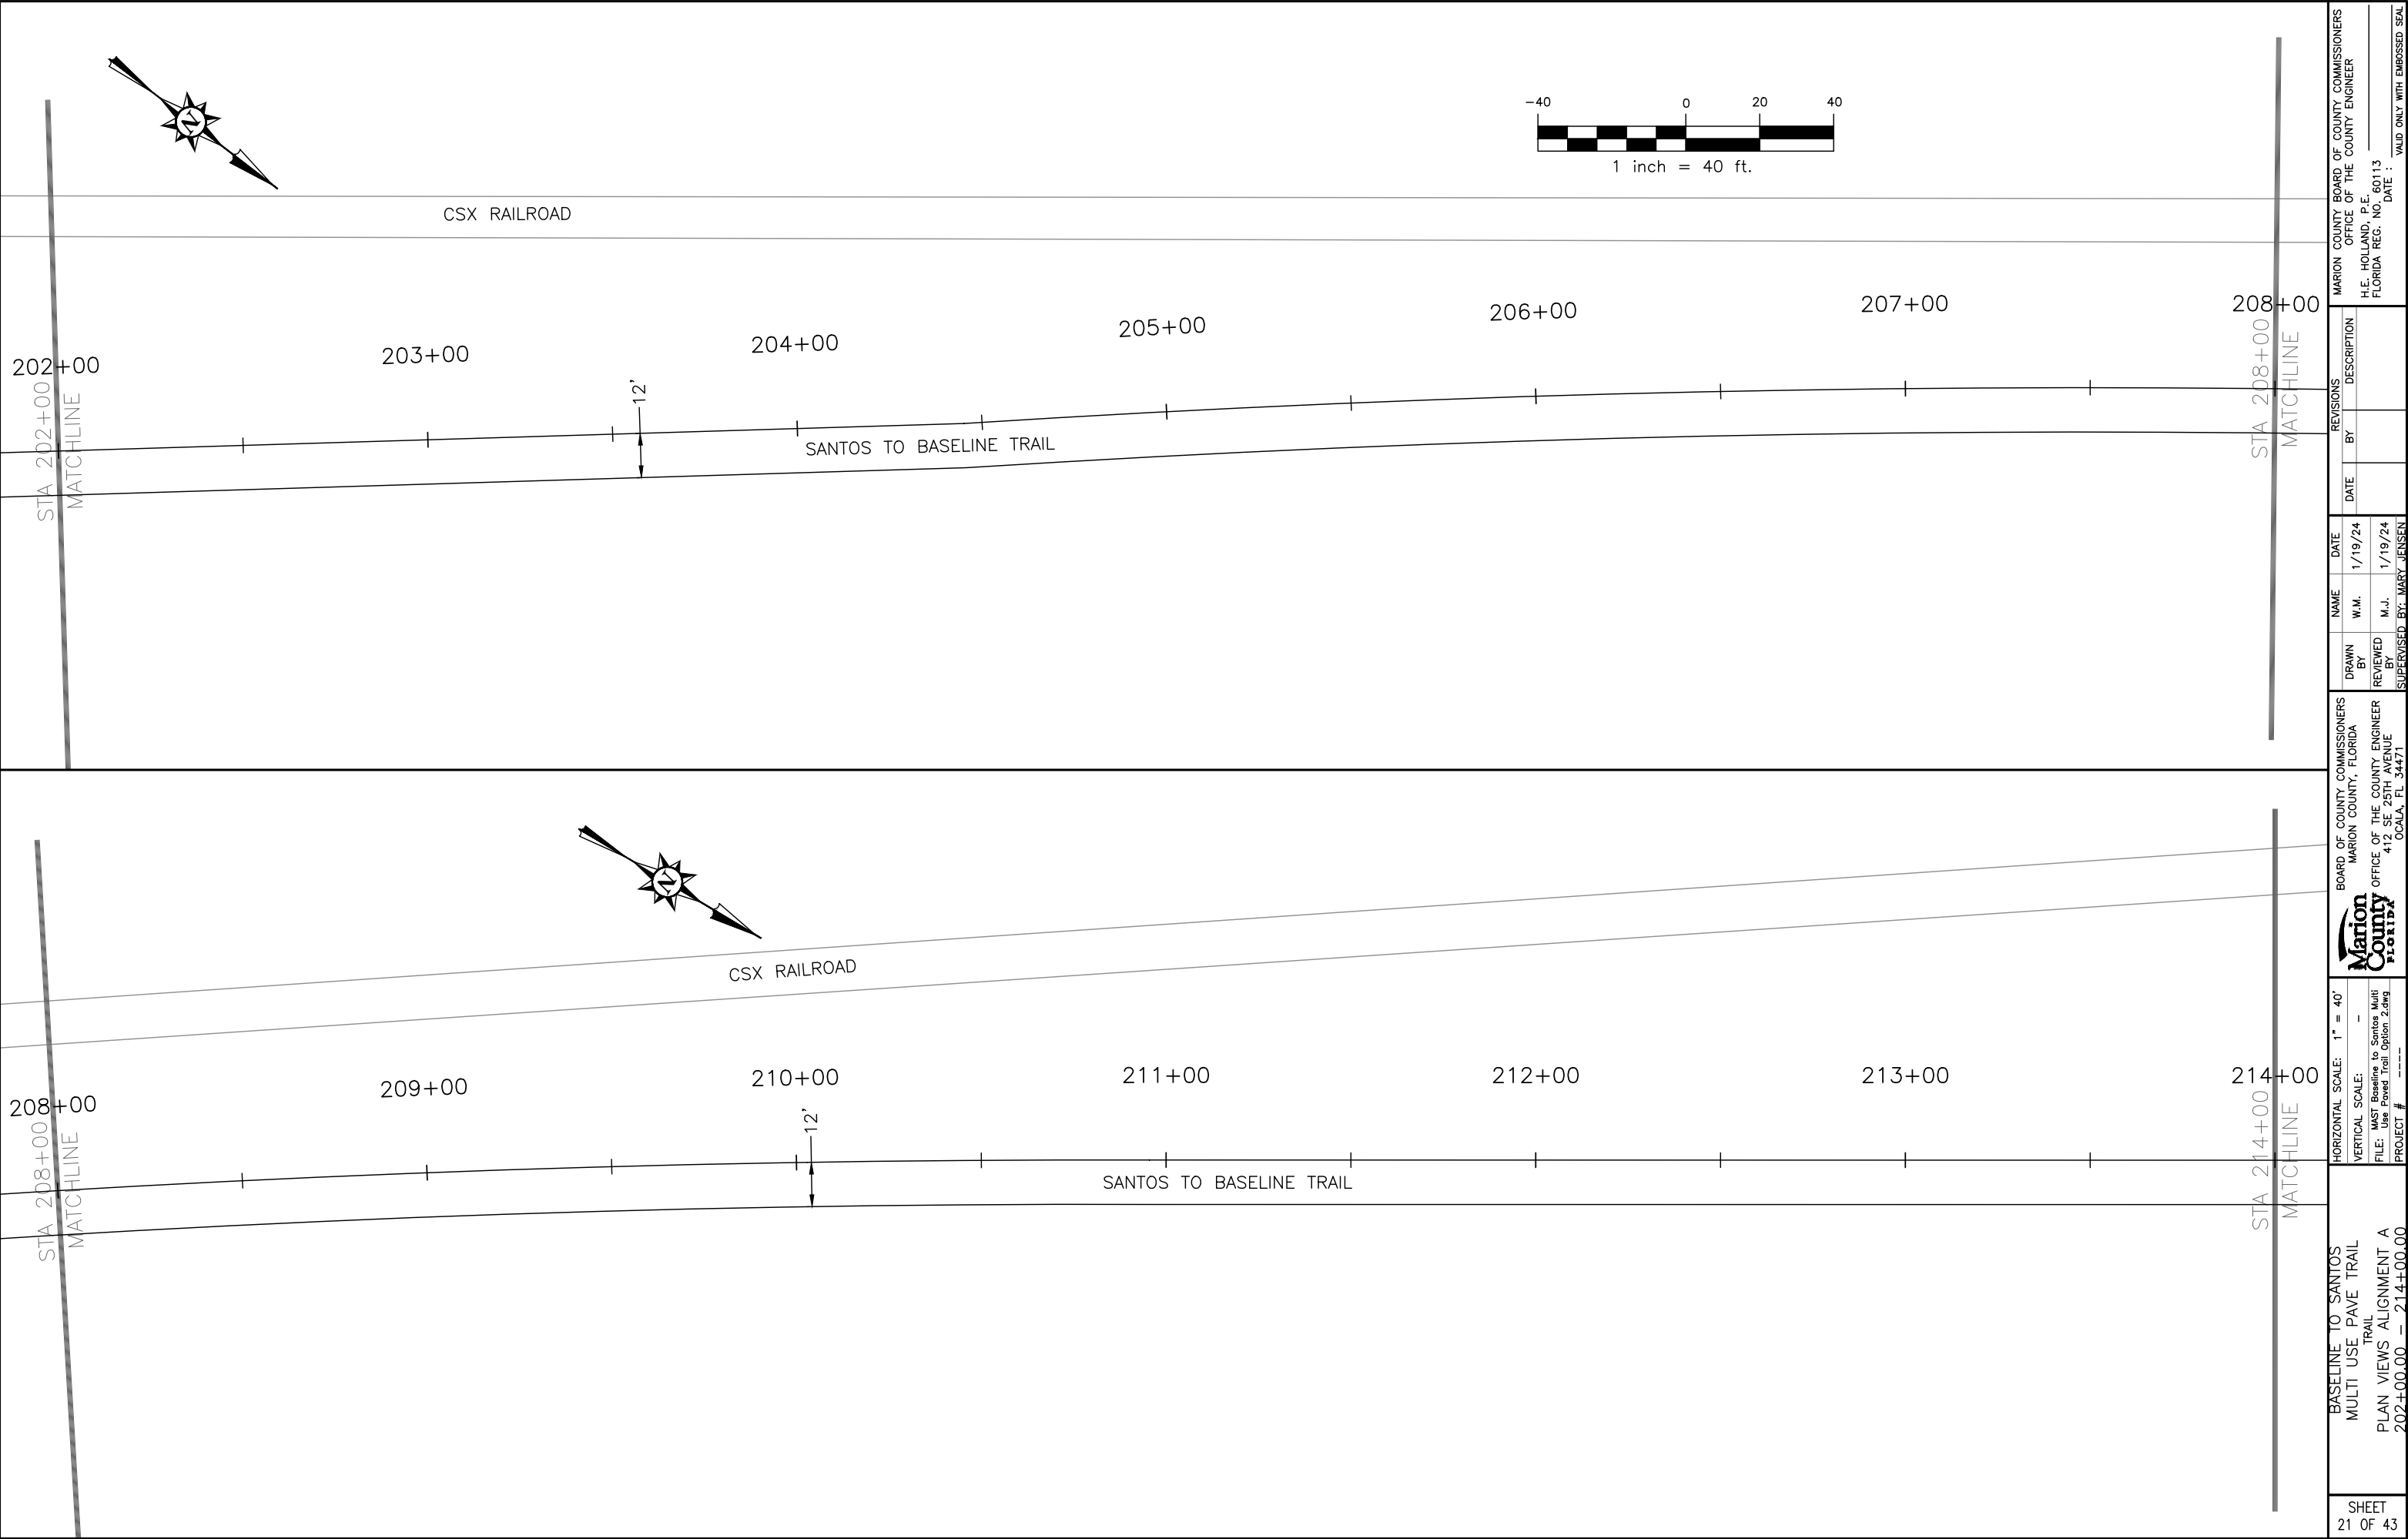 N
-40 0 20 40
1 inch = 40 ft.
CSX RAILROAD
202+00
203+00
204+00
205+00
206+00
207+00
208+00
STA 202+00
MATCHLINE
12'
SANTOS TO BASELINE TRAIL
STA 208+00
MATCHLINE
N
CSX RAILROAD
208+00
209+00
210+00
211+00
212+00
213+00
214+00
STA 208+00
MATCHLINE
12'
SANTOS TO BASELINE TRAIL
STA 214+00
MATCHLINE
MARION COUNTY BOARD OF COUNTY COMMISSIONERS
OFFICE OF THE COUNTY ENGINEER
H.E. HOLLAND, P.E.
FLORIDA REG. NO. 60113
DATE :
VALID ONLY WITH EMBOSSED SEAL
REVISIONS
DATE BY DESCRIPTION
NAME DATE
DRAWN BY W.M. 1/19/24
REVIEWED BY M.J. 1/19/24
SUPERVISED BY: MARY JENSEN
BOARD OF COUNTY COMMISSIONERS
MARION COUNTY, FLORIDA
OFFICE OF THE COUNTY ENGINEER
412 SE 25TH AVENUE
OCALA, FL 34471
Marion
County
FLORIDA
HORIZONTAL SCALE: 1" = 40'
VERTICAL SCALE: -
FILE: MAST Baseline to Santos Multi
Use Paved Trail Option 2.dwg
PROJECT # ----
BASELINE TO SANTOS
MULTI USE PAVE TRAIL
TRAIL
PLAN VIEWS ALIGNMENT A
202+00.00 - 214+00.00
SHEET
21 OF 43